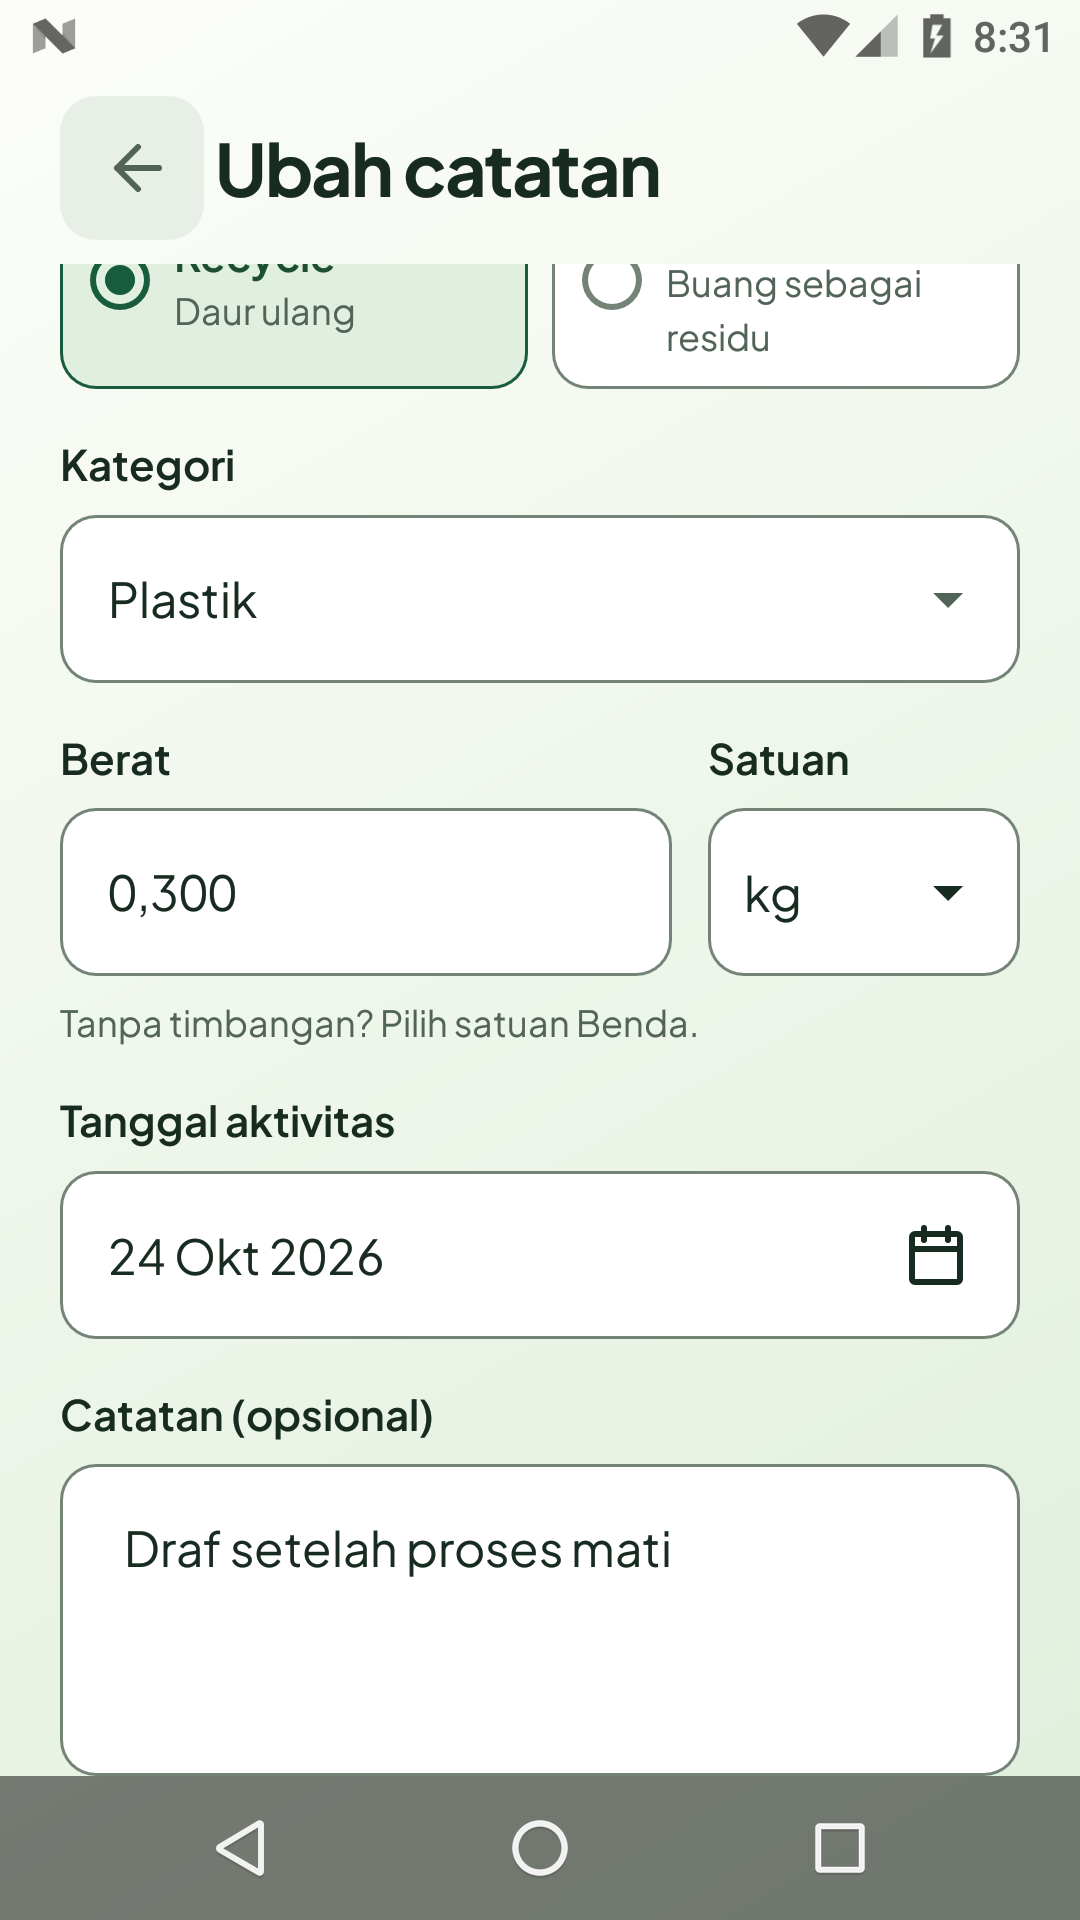 8:31
Ubah catatan
Recycle
Daur ulang
Buang sebagai
residu
Kategori
Plastik
Berat
Satuan
0,300
kg
Tanpa timbangan? Pilih satuan Benda.
Tanggal aktivitas
24 Okt 2026
Catatan (opsional)
Draf setelah proses mati